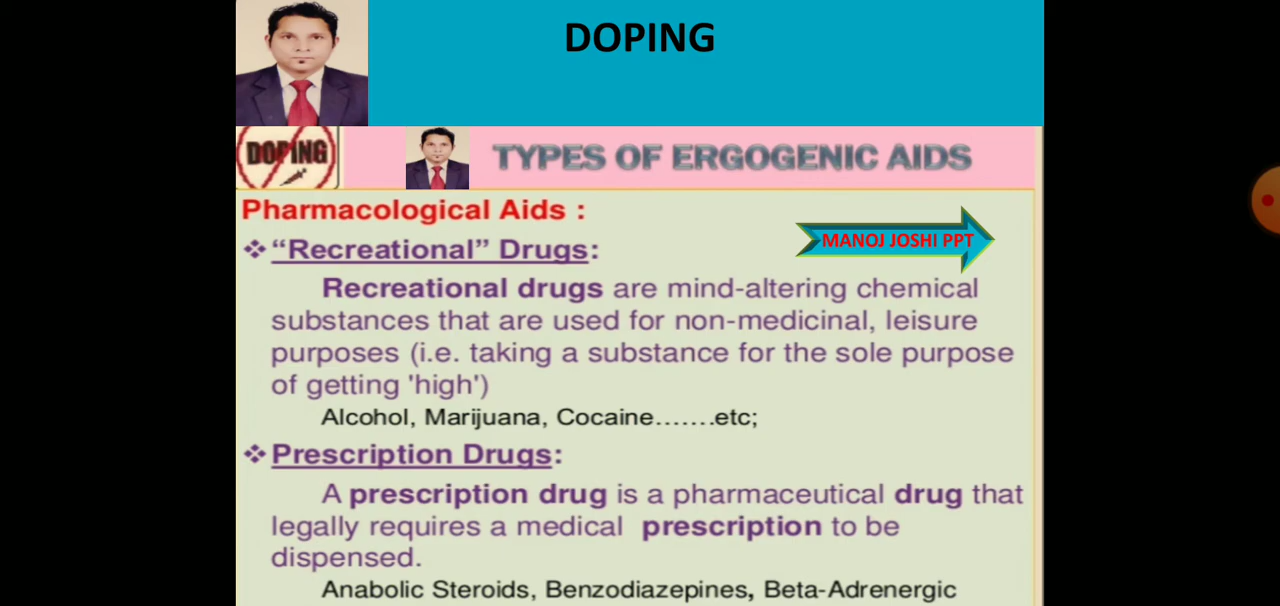 DOPING
DOPING
TYPES OF ERGOGENIC AIDS
Pharmacological Aids :
MANOJ JOSHI PPT
❖ “Recreational” Drugs:
Recreational drugs are mind-altering chemical
substances that are used for non-medicinal, leisure
purposes (i.e. taking a substance for the sole purpose
of getting 'high')
Alcohol, Marijuana, Cocaine…….etc;
❖ Prescription Drugs:
A prescription drug is a pharmaceutical drug that
legally requires a medical prescription to be
dispensed.
Anabolic Steroids, Benzodiazepines, Beta-Adrenergic